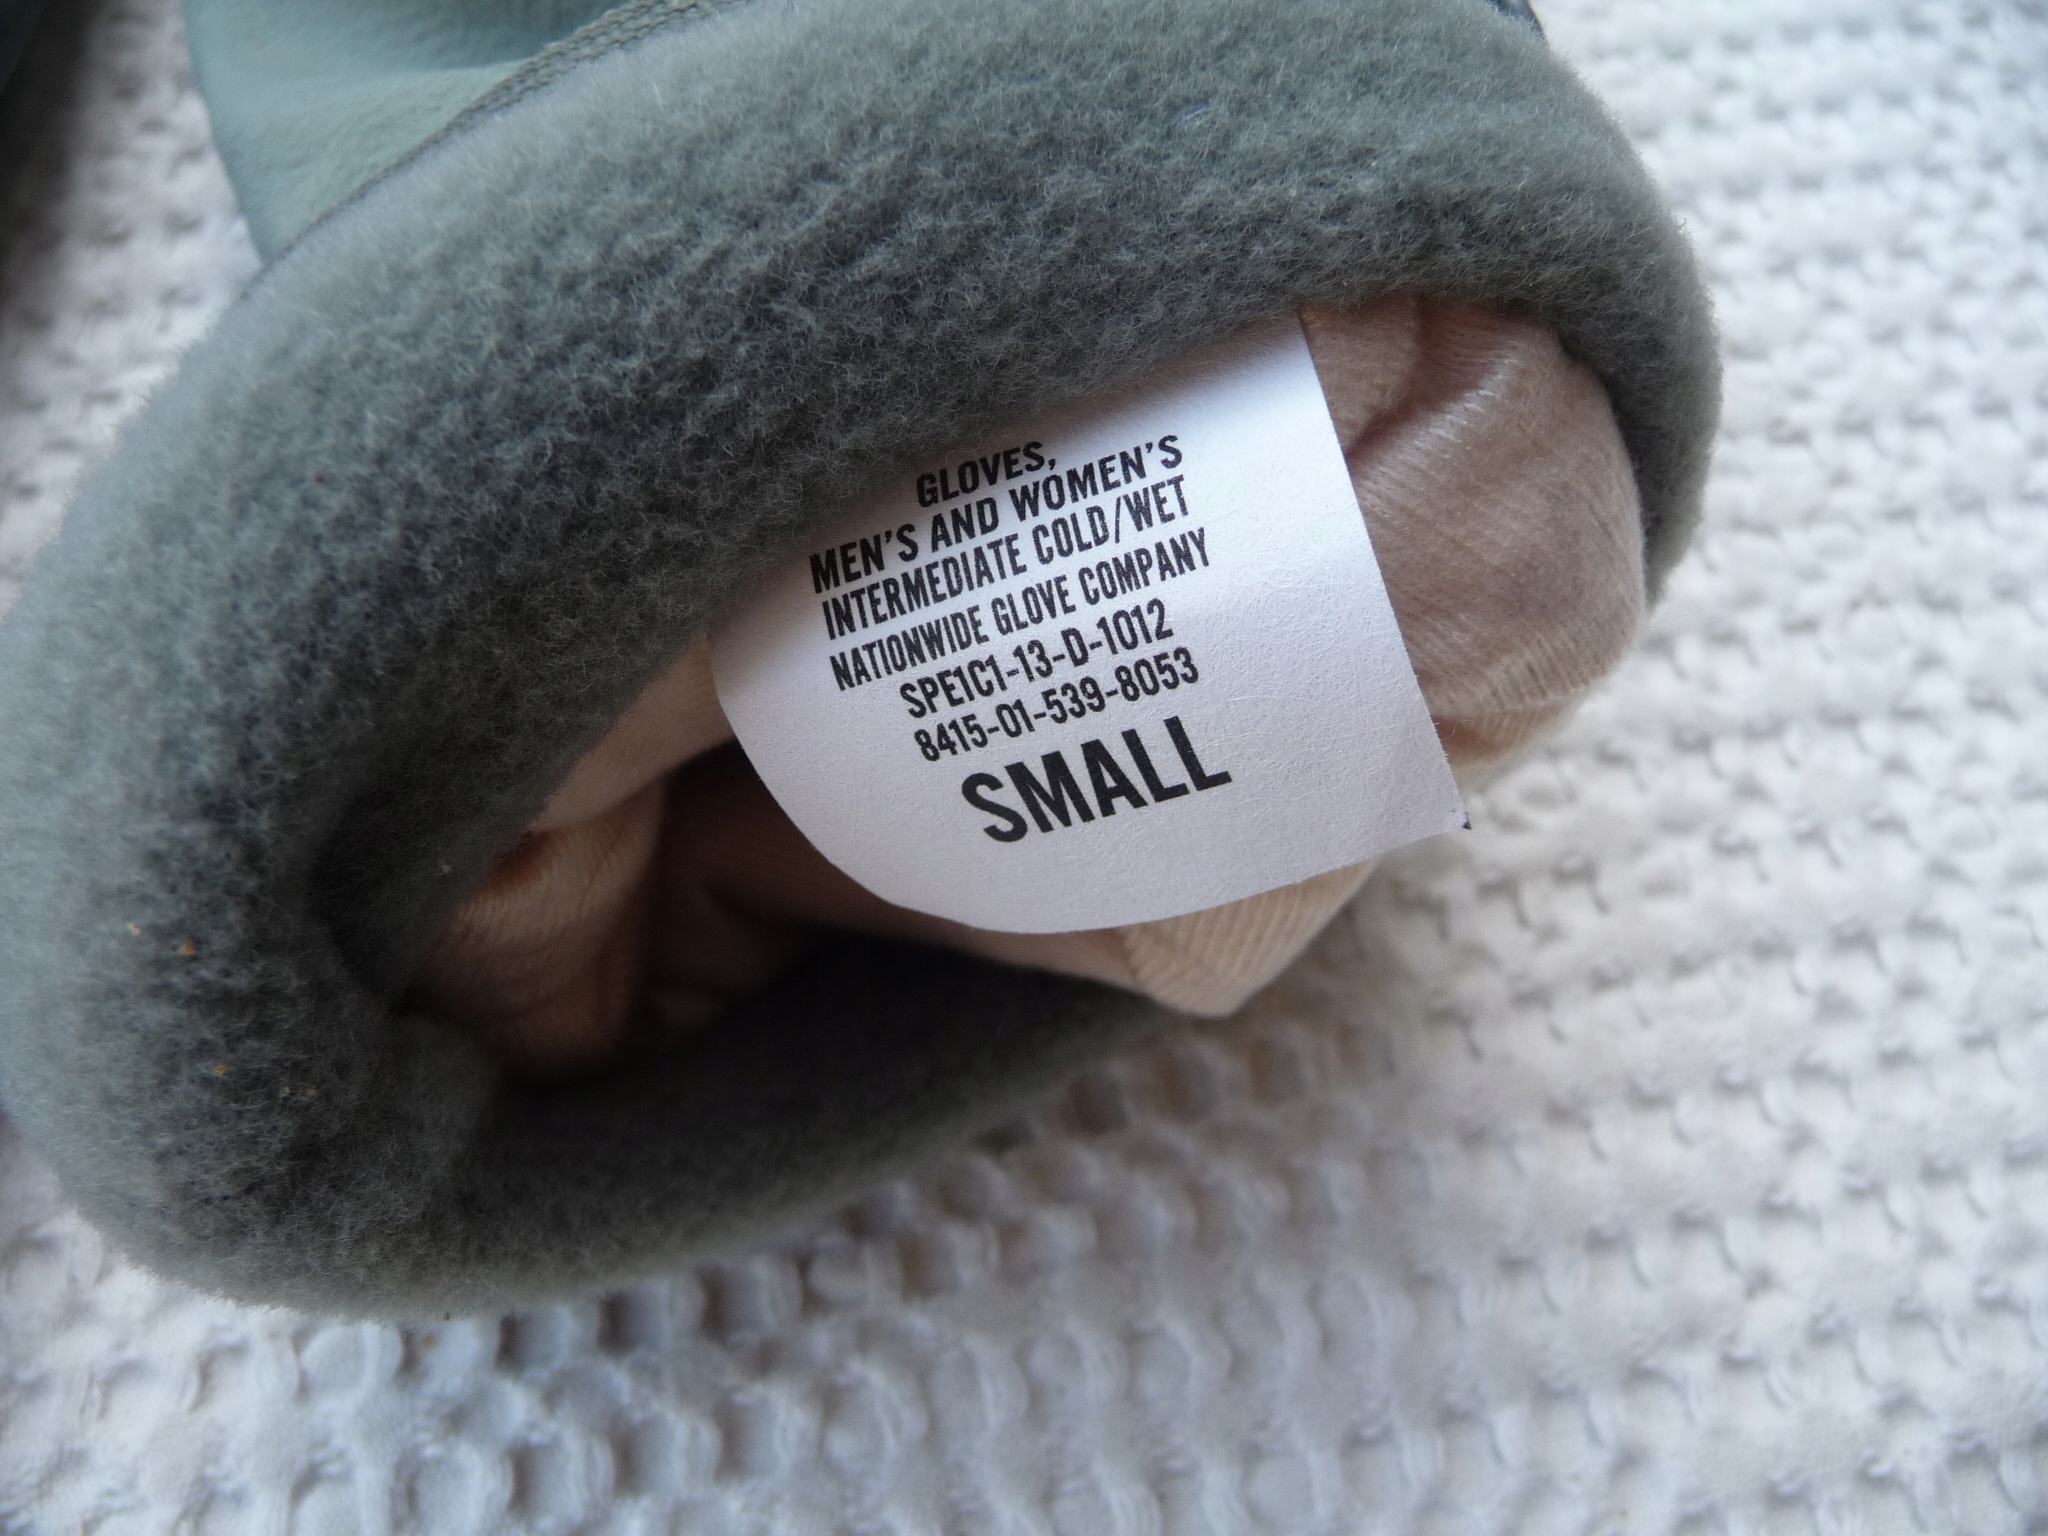 GLOVES,
MEN'S AND WOMEN'S
INTERMEDIATE COLD/WET
NATIONWIDE GLOVE COMPANY
SPE1C1-13-D-1012
8415-01-539-8053
SMALL